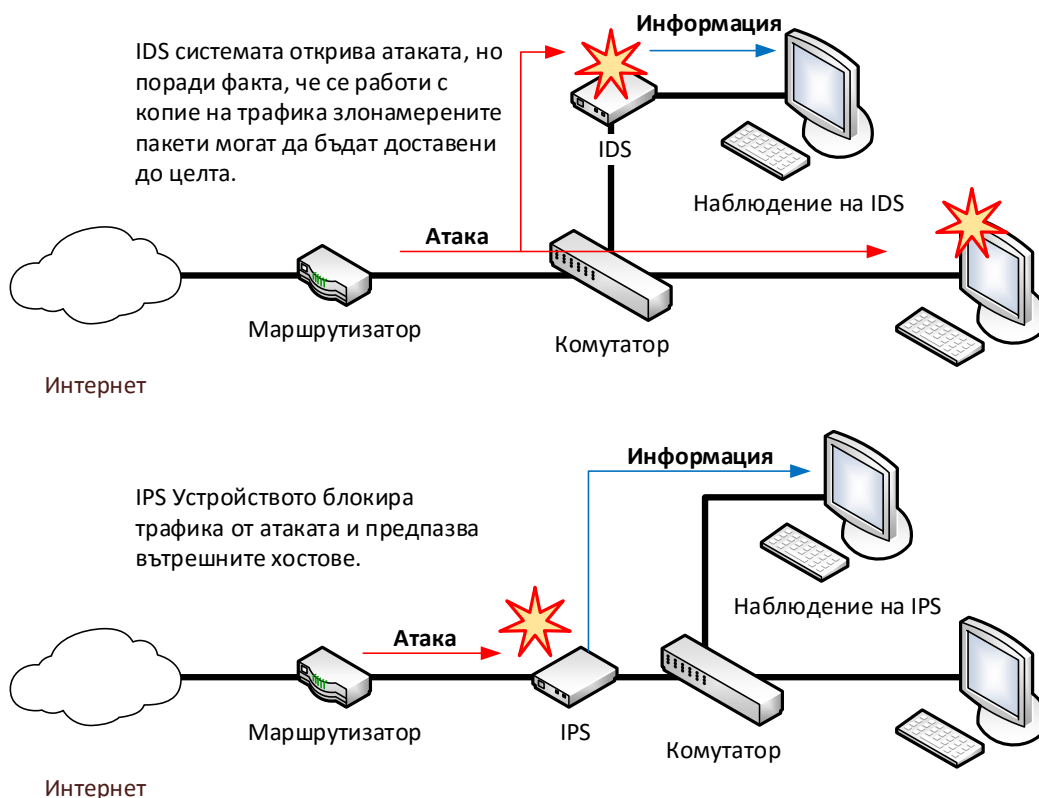 Информация
IDS системата открива атаката, но
поради факта, че се работи с
копие на трафика злонамерените
пакети могат да бъдат доставени
до целта.
IDS
Наблюдение на IDS
Атака
Маршрутизатор
Комутатор
Интернет
Информация
IPS Устройството блокира
трафика от атаката и предпазва
вътрешните хостове.
Наблюдение на IPS
Атака
Маршрутизатор
IPS
Комутатор
Интернет